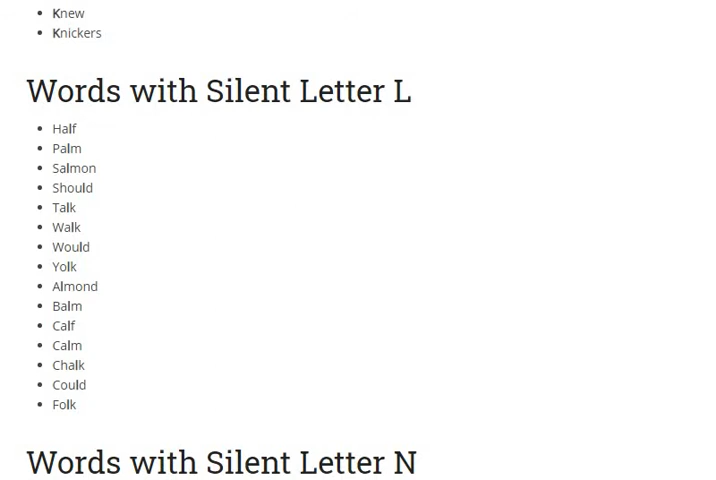 Knew
Knickers
Words with Silent Letter L
Half
Palm
Salmon
Should
Talk
Walk
Would
Yolk
Almond
Balm
Calf
Calm
Chalk
Could
Folk
Words with Silent Letter N